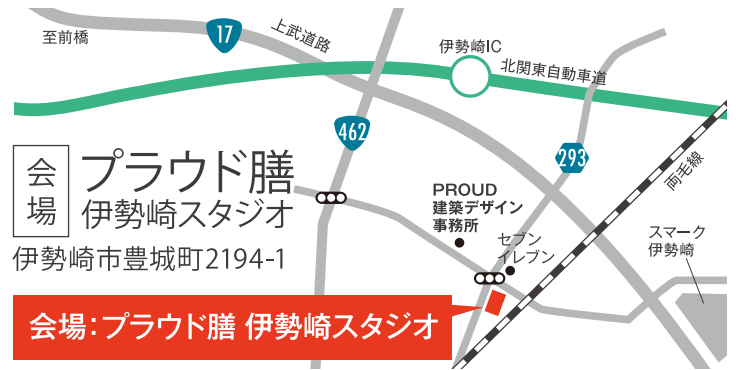 至前橋
17
上武道路
伊勢崎IC
北関東自動車道
462
293
両毛線
会場
プラウド膳
伊勢崎スタジオ
伊勢崎市豊城町2194-1
PROUD
建築デザイン
事務所
セブン
イレブン
スマーク
伊勢崎
会場：プラウド膳 伊勢崎スタジオ